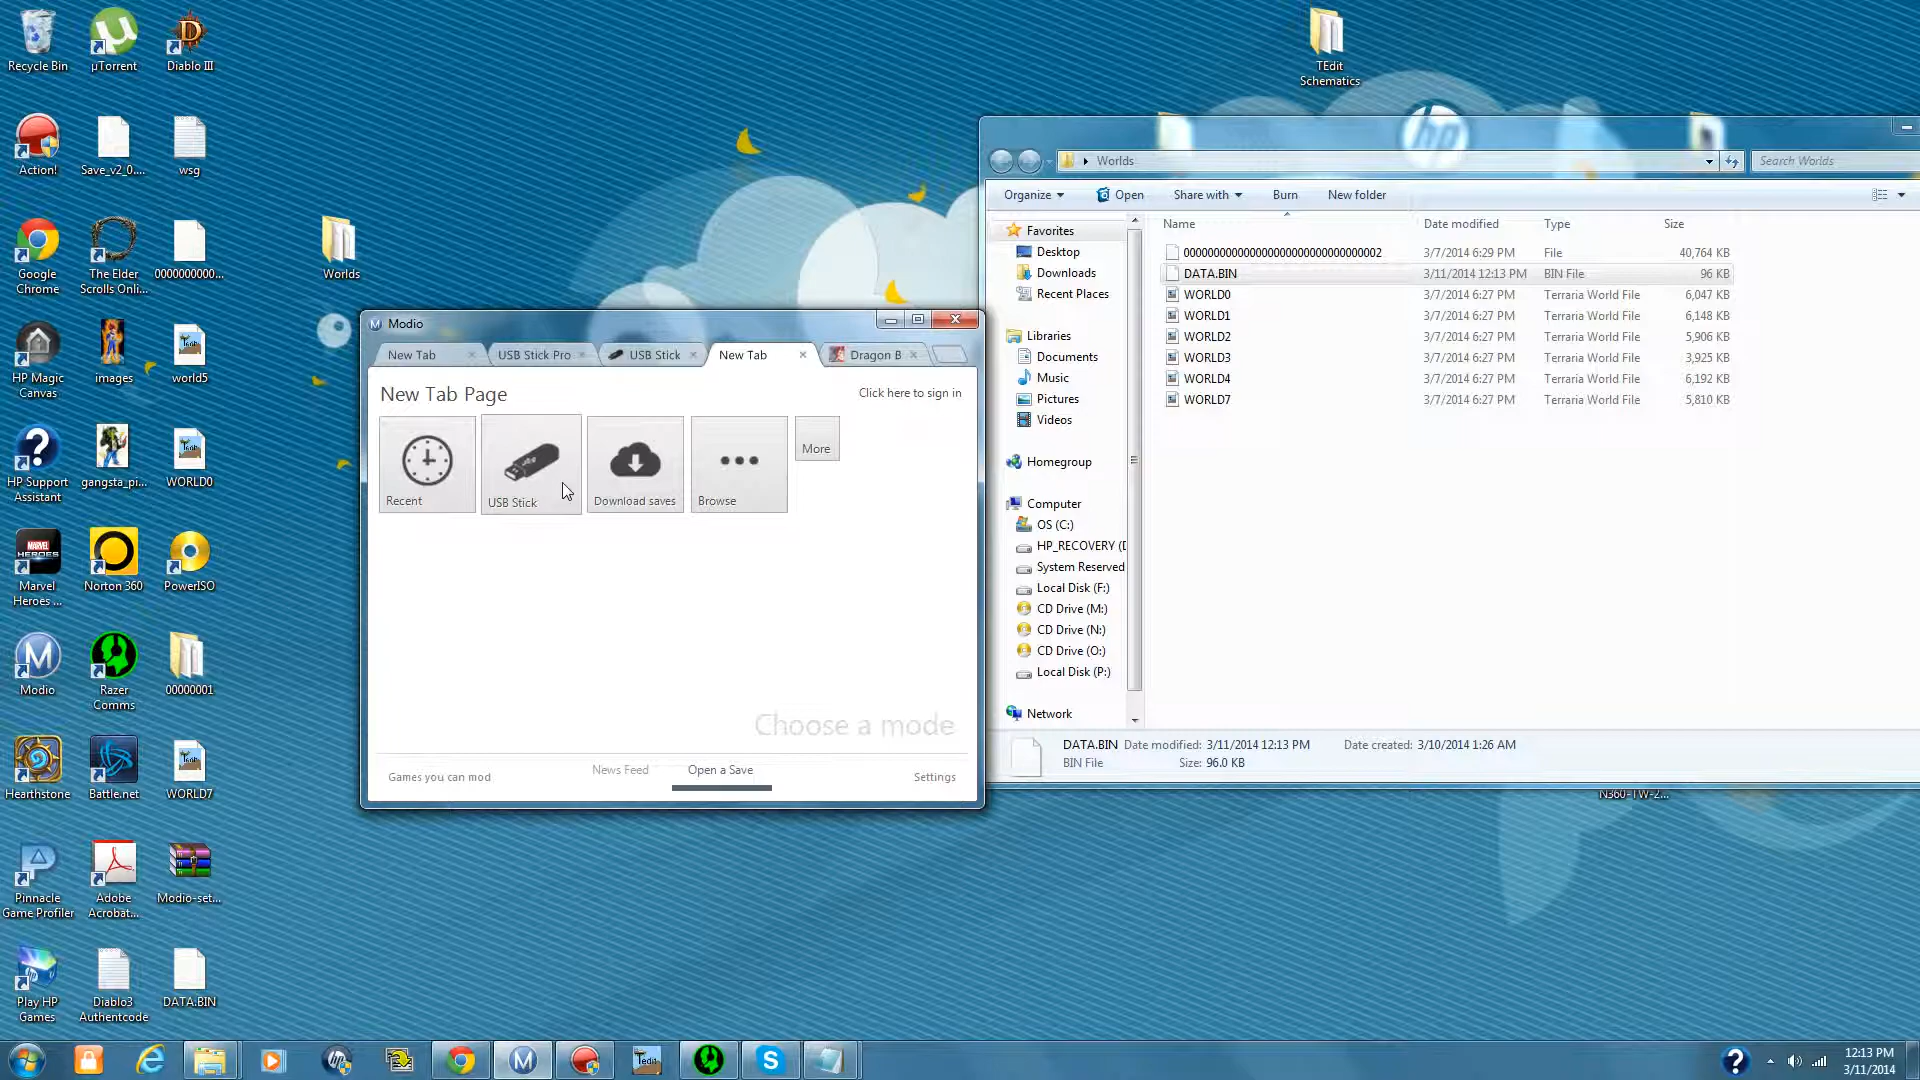 Recycle Bin
µTorrent
Diablo III
TEdit
Schematics
Action!
Save_v2_0....
wsg
Google
Chrome
The Elder
Scrolls Onli...
0000000000...
Worlds
HP Magic
Canvas
images
world5
HP Support
Assistant
gangsta_pi...
WORLD0
Marvel
Heroes ...
Norton 360
PowerISO
Modio
Razer
Comms
00000001
Hearthstone
Battle.net
WORLD7
Pinnacle
Game Profiler
Adobe
Acrobat...
Modio-set...
Play HP
Games
Diablo3
Authentcode
DATA.BIN
Modio
New Tab
USB Stick Pro
USB Stick
New Tab
Dragon B
New Tab Page
Click here to sign in
Recent
USB Stick
Download saves
Browse
More
Choose a mode
Games you can mod
News Feed
Open a Save
Settings
hp
Worlds
Search Worlds
Organize
Open
Share with
Burn
New folder
Favorites
Desktop
Downloads
Recent Places
Libraries
Documents
Music
Pictures
Videos
Homegroup
Computer
OS (C:)
HP_RECOVERY (D
System Reserved
Local Disk (F:)
CD Drive (M:)
CD Drive (N:)
CD Drive (O:)
Local Disk (P:)
Network
Name Date modified Type Size
DATA.BIN 3/11/2014 12:13 PM BIN File 96 KB
3/7/2014 6:29 PM File 40,764 KB
WORLD0 3/7/2014 6:27 PM Terraria World File 6,047 KB
WORLD1 3/7/2014 6:27 PM Terraria World File 6,148 KB
WORLD2 3/7/2014 6:27 PM Terraria World File 5,906 KB
WORLD3 3/7/2014 6:27 PM Terraria World File 3,925 KB
WORLD4 3/7/2014 6:27 PM Terraria World File 6,192 KB
WORLD7 3/7/2014 6:27 PM Terraria World File 5,810 KB
DATA.BIN Date modified: 3/11/2014 12:13 PM Date created: 3/10/2014 1:26 AM
BIN File Size: 96.0 KB
N360-TW-2...
12:13 PM
3/11/2014